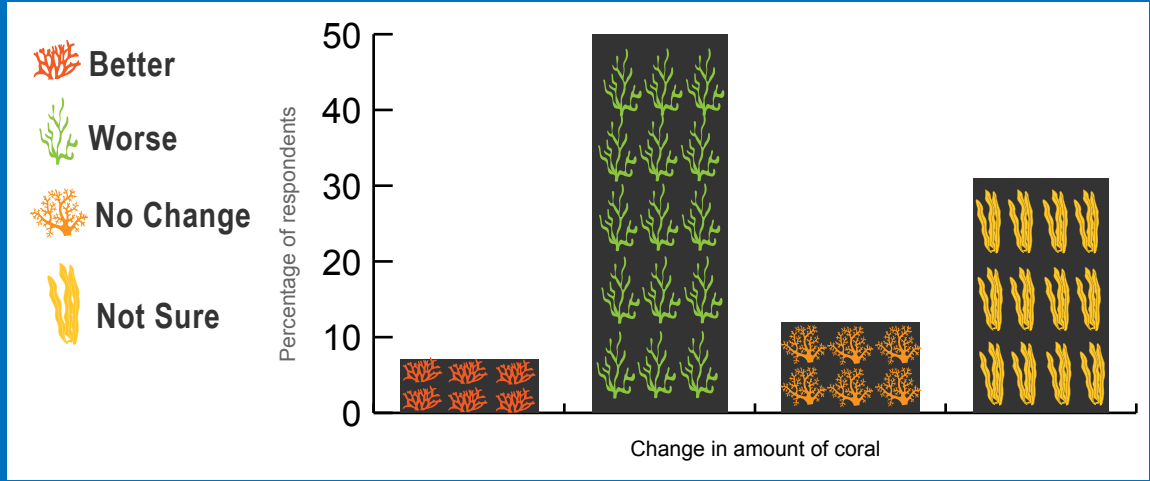 Better
Worse
No Change
Not Sure
Percentage of respondents
50
40
30
20
10
0
Change in amount of coral